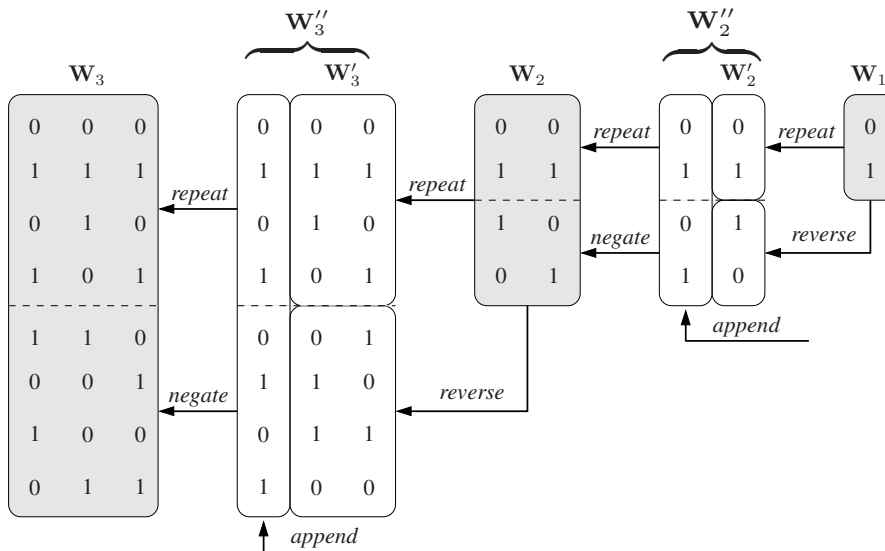 W″₃ W″₂
W₃ W′₃ W₂ W′₂ W₁
0 0 0 0 0 0 0 0 repeat 0 0 repeat 0
1 1 1 1 1 1 1 1 1 1 1
repeat repeat
0 1 0 0 1 0 1 0 0 1
negate reverse
1 0 1 1 0 1 0 1 1 0
append
1 1 0 0 0 1
0 0 1 1 1 0
negate reverse
1 0 0 0 1 1
0 1 1 1 0 0
append